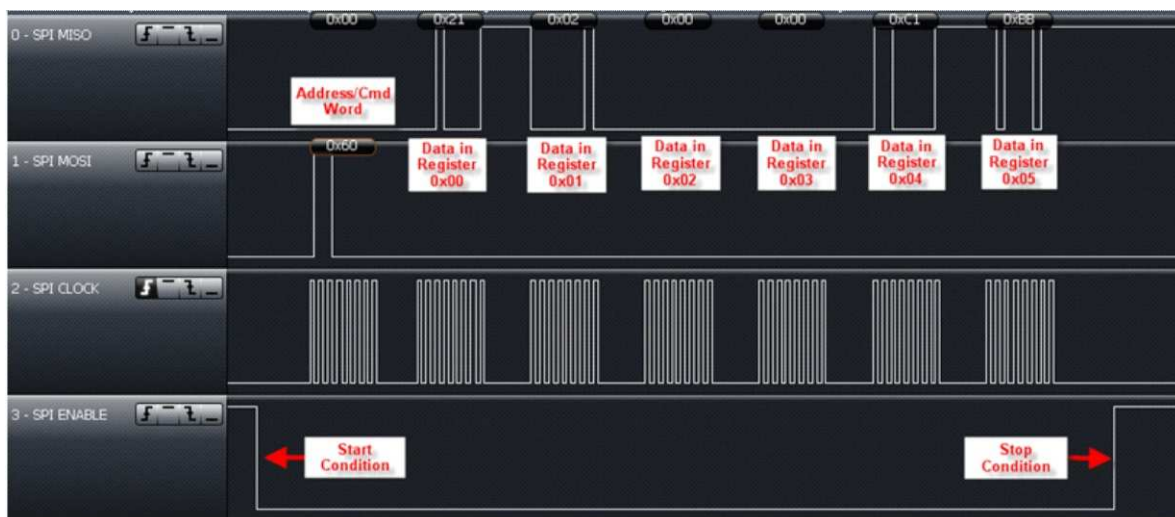 0x00 0x21 0x02 0x00 0x00 0xC1 0xBB
0 - SPI MISO
Address/Cmd
Word
1 - SPI MOSI
0x60
Data in
Register
0x00
Data in
Register
0x01
Data in
Register
0x02
Data in
Register
0x03
Data in
Register
0x04
Data in
Register
0x05
2 - SPI CLOCK
3 - SPI ENABLE
Start
Condition
Stop
Condition